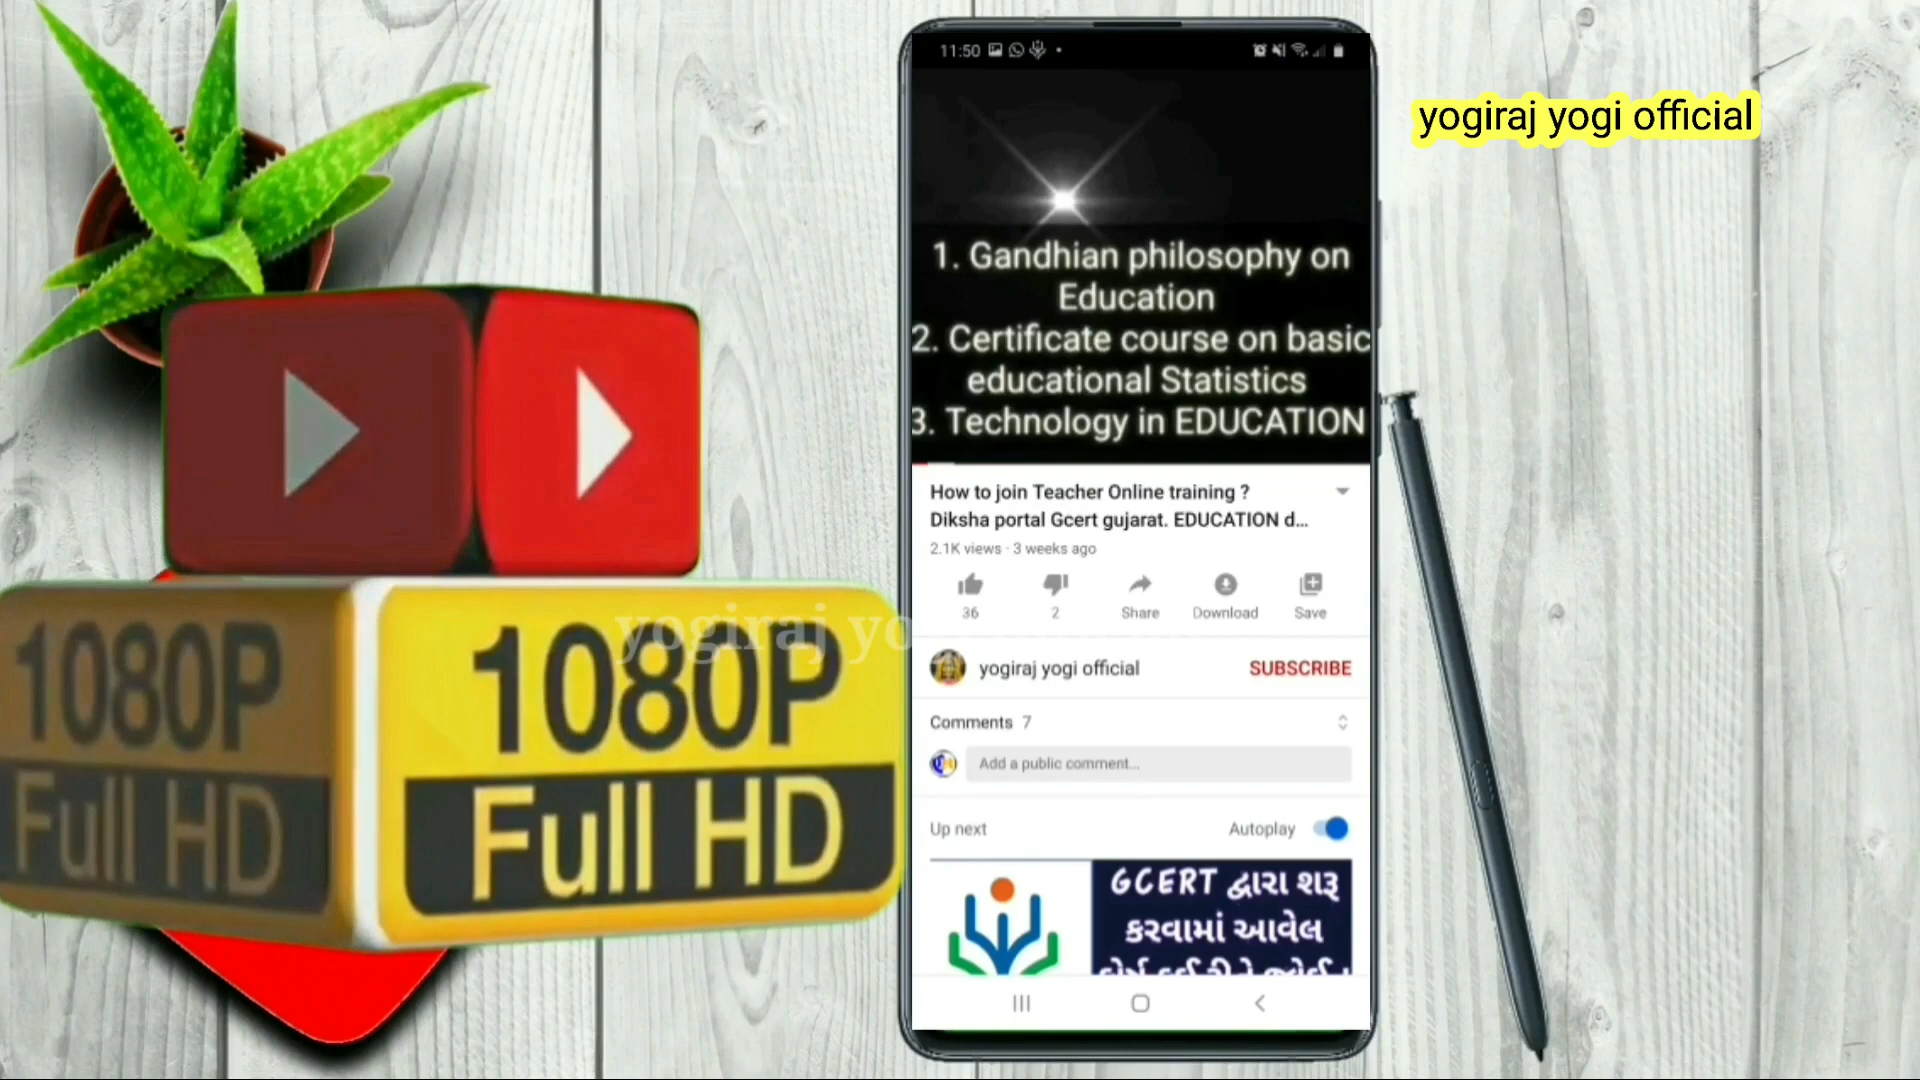 yogiraj yogi official
11:50
1. Gandhian philosophy on
Education
2. Certificate course on basic
educational Statistics
3. Technology in EDUCATION
How to join Teacher Online training ?
Diksha portal Gcert gujarat. EDUCATION d...
2.1K views · 3 weeks ago
36
2
Share
Download
Save
yogiraj yogi official
SUBSCRIBE
Comments 7
Add a public comment...
Up next
Autoplay
GCERT દ્વારા શરૂ
કરવામાં આવેલ
1080P
Full HD
1080P
Full HD
yogiraj